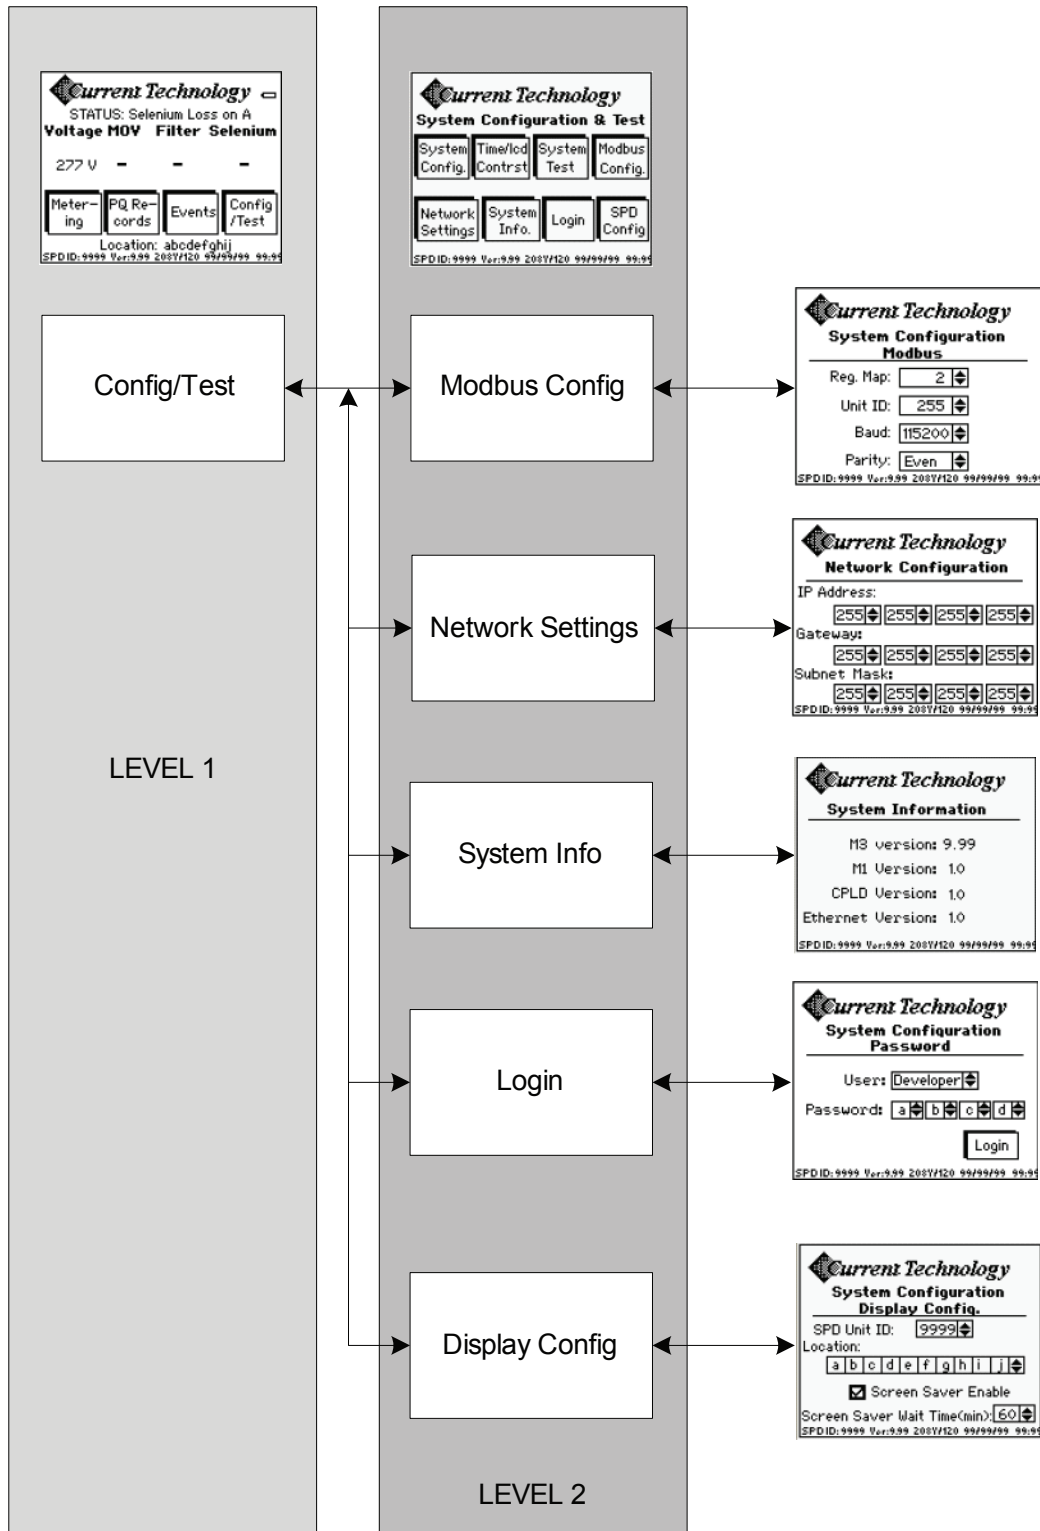 Current Technology
STATUS: Selenium Loss on A
Voltage MOV Filter Selenium
277 V - - -
Meter-
ing
PQ Re-
cords
Events
Config
/Test
Location: abcdefghij
SPD ID: 9999 Ver:9.99 208Y/120 99/99/99 99:99
Config/Test
LEVEL 1
Current Technology
System Configuration & Test
System
Config.
Time/lcd
Contrst
System
Test
Modbus
Config.
Network
Settings
System
Info.
Login
SPD
Config
SPD ID: 9999 Ver:9.99 208Y/120 99/99/99 99:99
Modbus Config
Network Settings
System Info
Login
Display Config
LEVEL 2
Current Technology
System Configuration
Modbus
Reg. Map: 2
Unit ID: 255
Baud: 115200
Parity: Even
SPD ID: 9999 Ver:9.99 208Y/120 99/99/99 99:99
Current Technology
Network Configuration
IP Address:
255 255 255 255
Gateway:
255 255 255 255
Subnet Mask:
255 255 255 255
SPD ID: 9999 Ver:9.99 208Y/120 99/99/99 99:99
Current Technology
System Information
M3 version: 9.99
M1 Version: 1.0
CPLD Version: 1.0
Ethernet Version: 1.0
SPD ID: 9999 Ver:9.99 208Y/120 99/99/99 99:99
Current Technology
System Configuration
Password
User: Developer
Password: a b c d
Login
SPD ID: 9999 Ver:9.99 208Y/120 99/99/99 99:99
Current Technology
System Configuration
Display Config.
SPD Unit ID: 9999
Location:
a b c d e f g h i j
Screen Saver Enable
Screen Saver Wait Time(min): 60
SPD ID: 9999 Ver:9.99 208Y/120 99/99/99 99:99